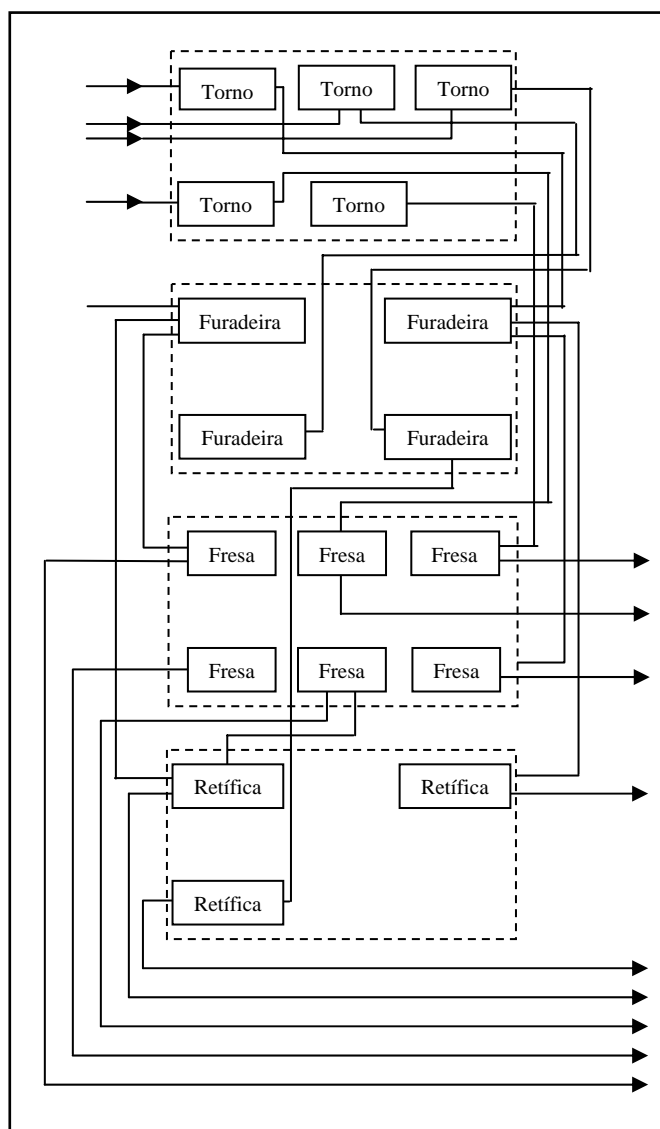 Torno Torno Torno
Torno Torno
Furadeira Furadeira
Furadeira Furadeira
Fresa Fresa Fresa
Fresa Fresa Fresa
Retífica Retífica
Retífica